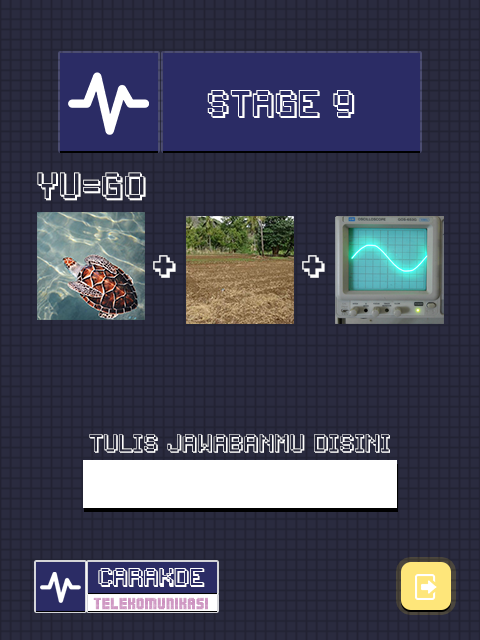 STAGE 9
YU=GO
TULIS JAWABANMU DISINI
CARAKDE
TELEKOMUNIKASI